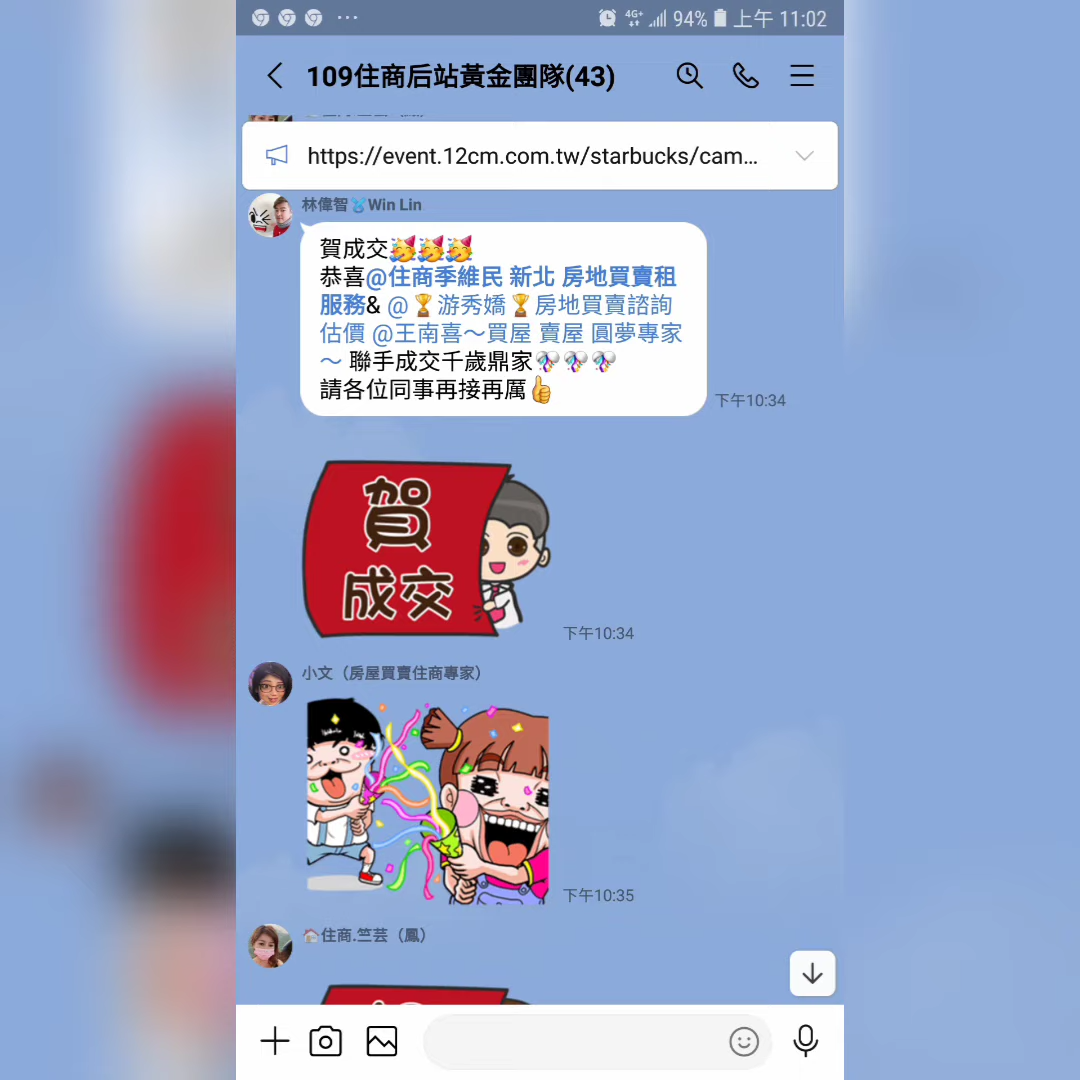 94% 上午 11:02
109住商后站黃金團隊(43)
https://event.12cm.com.tw/starbucks/cam...
林偉智🥇Win Lin
賀成交🥳🥳🥳
恭喜@住商季維民 新北 房地買賣租
服務& @🏆游秀嬌🏆房地買賣諮詢
估價 @王南喜～買屋 賣屋 圓夢專家
～ 聯手成交千歲鼎家🎊🎊🎊
請各位同事再接再厲👍
下午10:34
賀
成交
下午10:34
小文（房屋買賣住商專家）
下午10:35
🏠住商.竺芸（鳳）